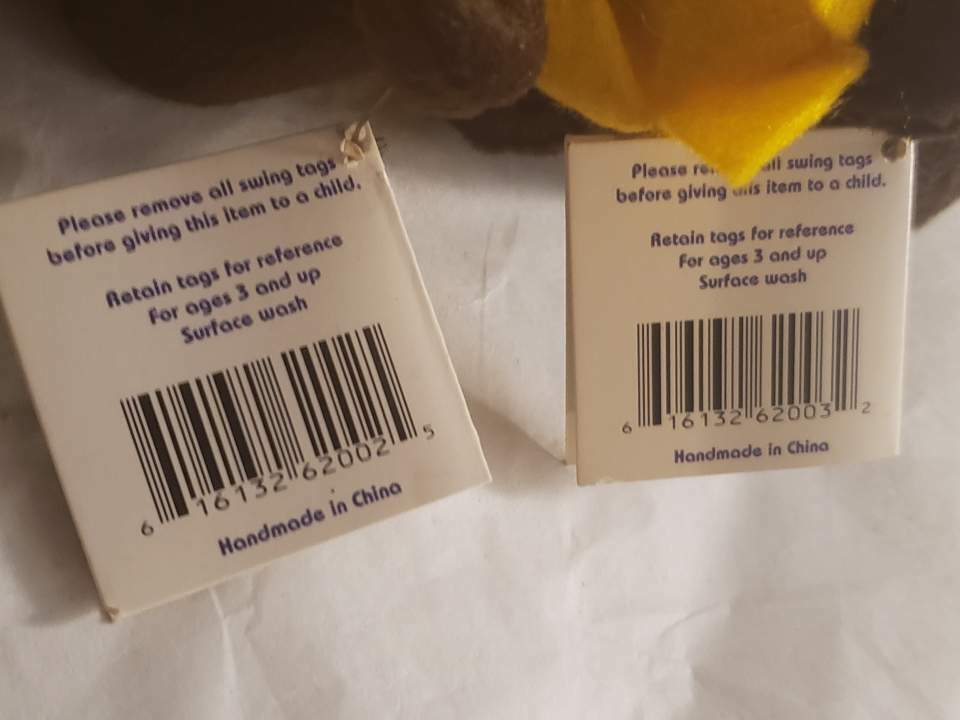 Please remove all swing tags
before giving this item to a child.
Retain tags for reference
For ages 3 and up
Surface wash
6 16132 62002 5
Handmade in China
Please all swing tags
before giving this item to a child.
Retain tags for reference
For ages 3 and up
Surface wash
6 16132 62003 2
Handmade in China